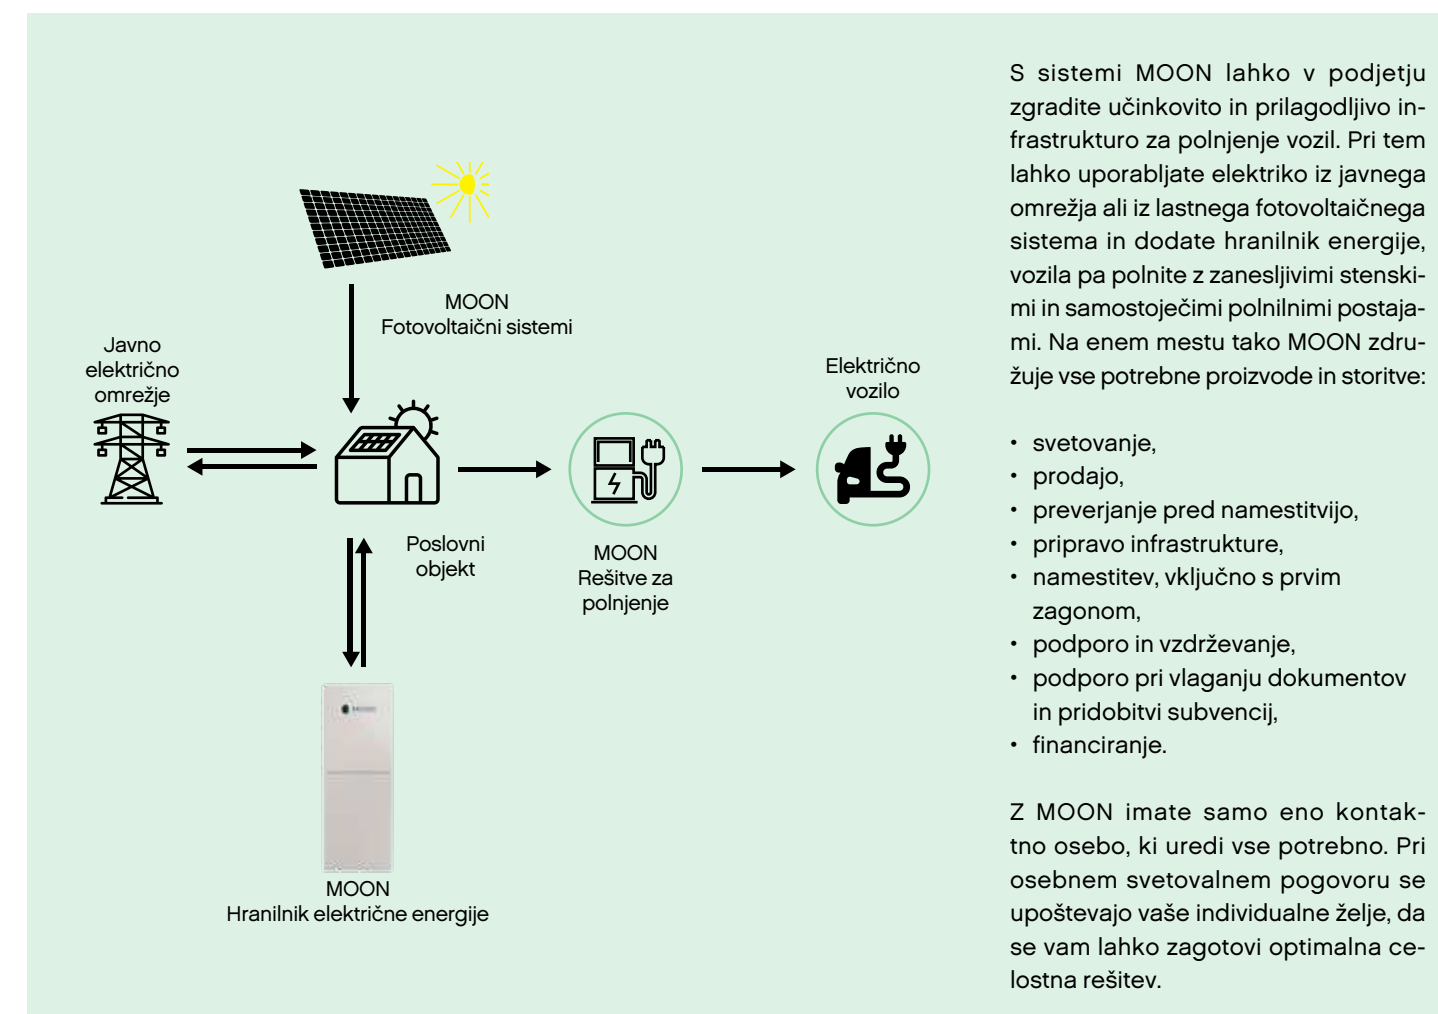 MOON
Fotovoltaični sistemi
Javno
električno
omrežje
Električno
vozilo
Poslovni
objekt
MOON
Rešitve za
polnjenje
MOON
Hranilnik električne energije
S sistemi MOON lahko v podjetju
zgradite učinkovito in prilagodljivo in-
frastrukturo za polnjenje vozil. Pri tem
lahko uporabljate elektriko iz javnega
omrežja ali iz lastnega fotovoltaičnega
sistema in dodate hranilnik energije,
vozila pa polnite z zanesljivimi stenski-
mi in samostoječimi polnilnimi postaja-
mi. Na enem mestu tako MOON zdru-
žuje vse potrebne proizvode in storitve:
• svetovanje,
• prodajo,
• preverjanje pred namestitvijo,
• pripravo infrastrukture,
• namestitev, vključno s prvim
zagonom,
• podporo in vzdrževanje,
• podporo pri vlaganju dokumentov
in pridobitvi subvencij,
• financiranje.
Z MOON imate samo eno kontak-
tno osebo, ki uredi vse potrebno. Pri
osebnem svetovalnem pogovoru se
upoštevajo vaše individualne želje, da
se vam lahko zagotovi optimalna ce-
lostna rešitev.